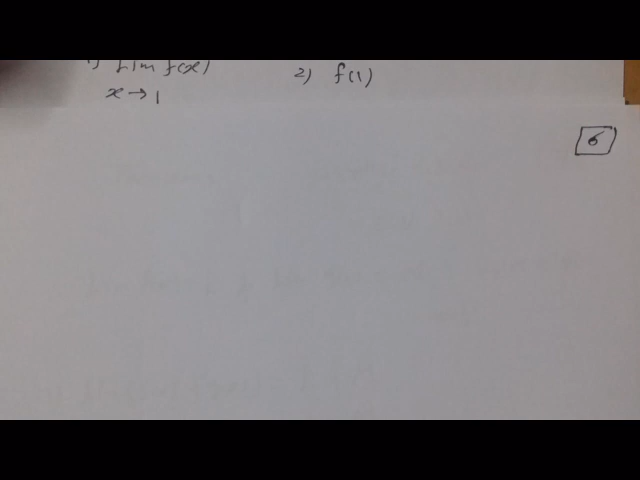 1) Lim f(x) 2) f(1)
x → 1
6